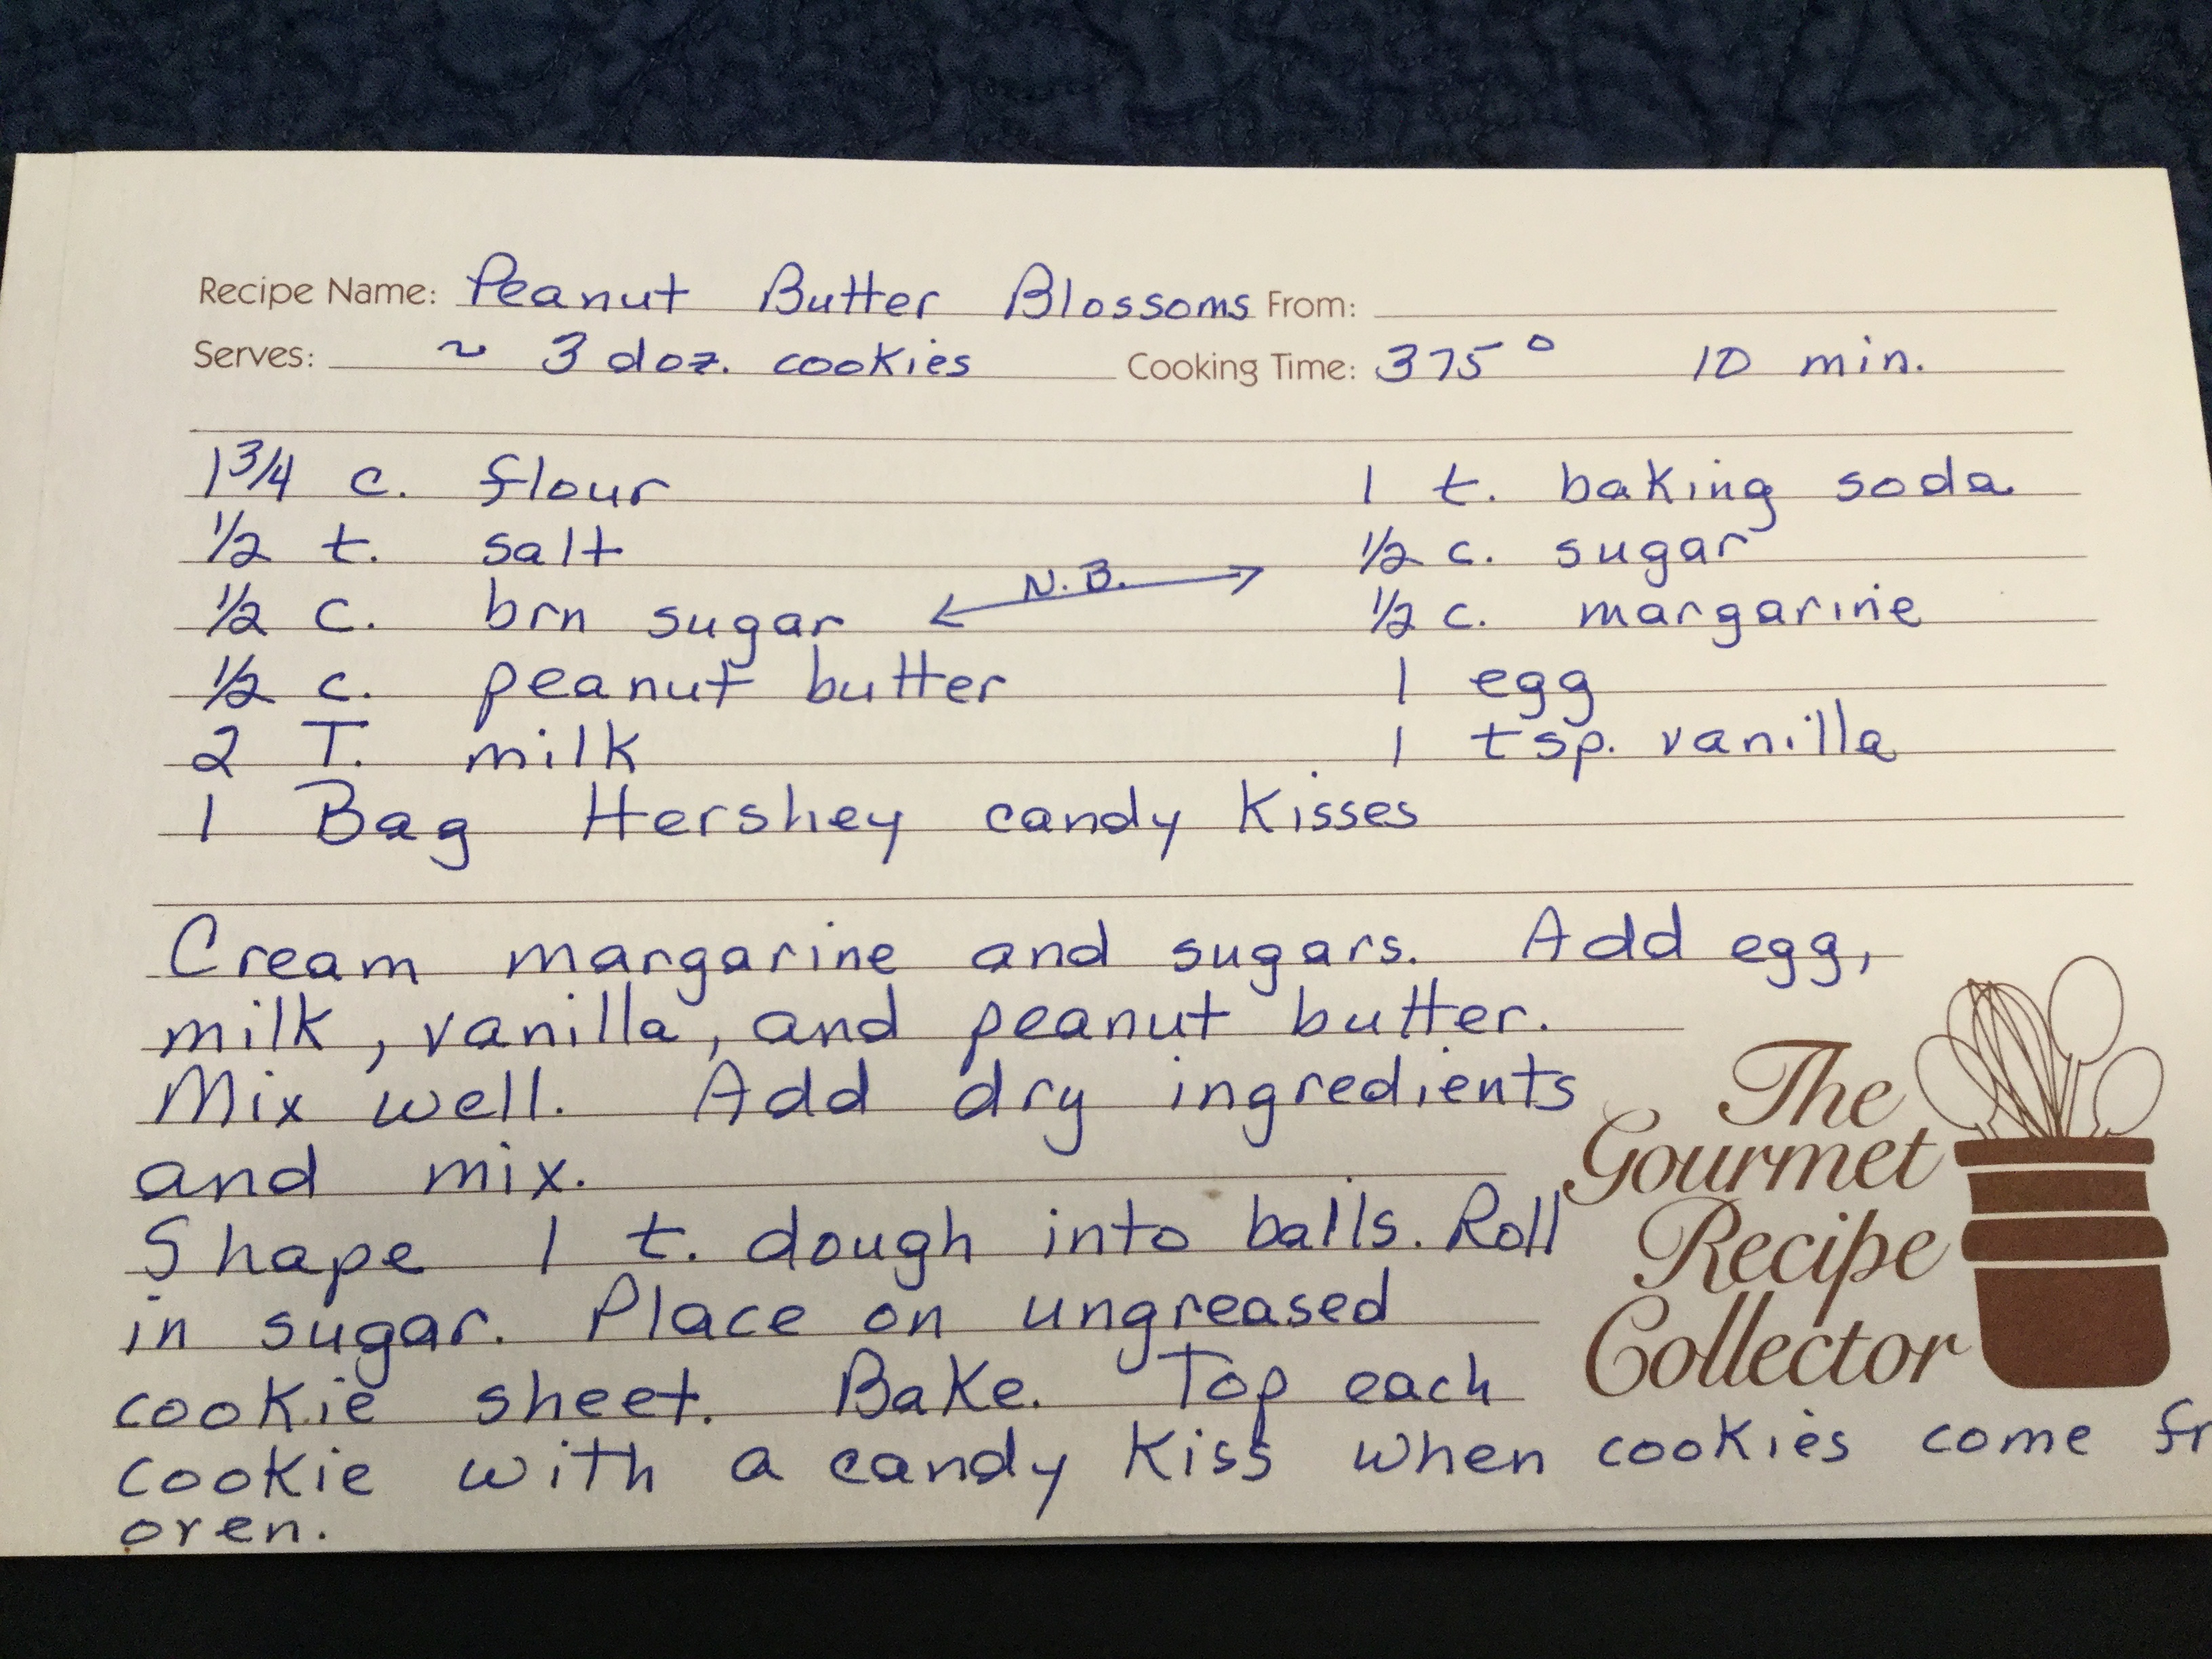 Recipe Name: Peanut Butter Blossoms From:
Serves: ~ 3 doz. cookies Cooking Time: 375° 10 min.
1 3/4 c. flour 1 t. baking soda
1/2 t. salt 1/2 c. sugar
1/2 c. brn sugar N.B. 1/2 c. margarine
1/2 c. peanut butter 1 egg
2 T. milk 1 tsp. vanilla
1 Bag Hershey candy Kisses
Cream margarine and sugars. Add egg,
milk, vanilla, and peanut butter.
Mix well. Add dry ingredients
and mix.
Shape 1 t. dough into balls. Roll
in sugar. Place on ungreased
cookie sheet. Bake. Top each
cookie with a candy Kiss when cookies come fr
oven.
The
Gourmet
Recipe
Collector